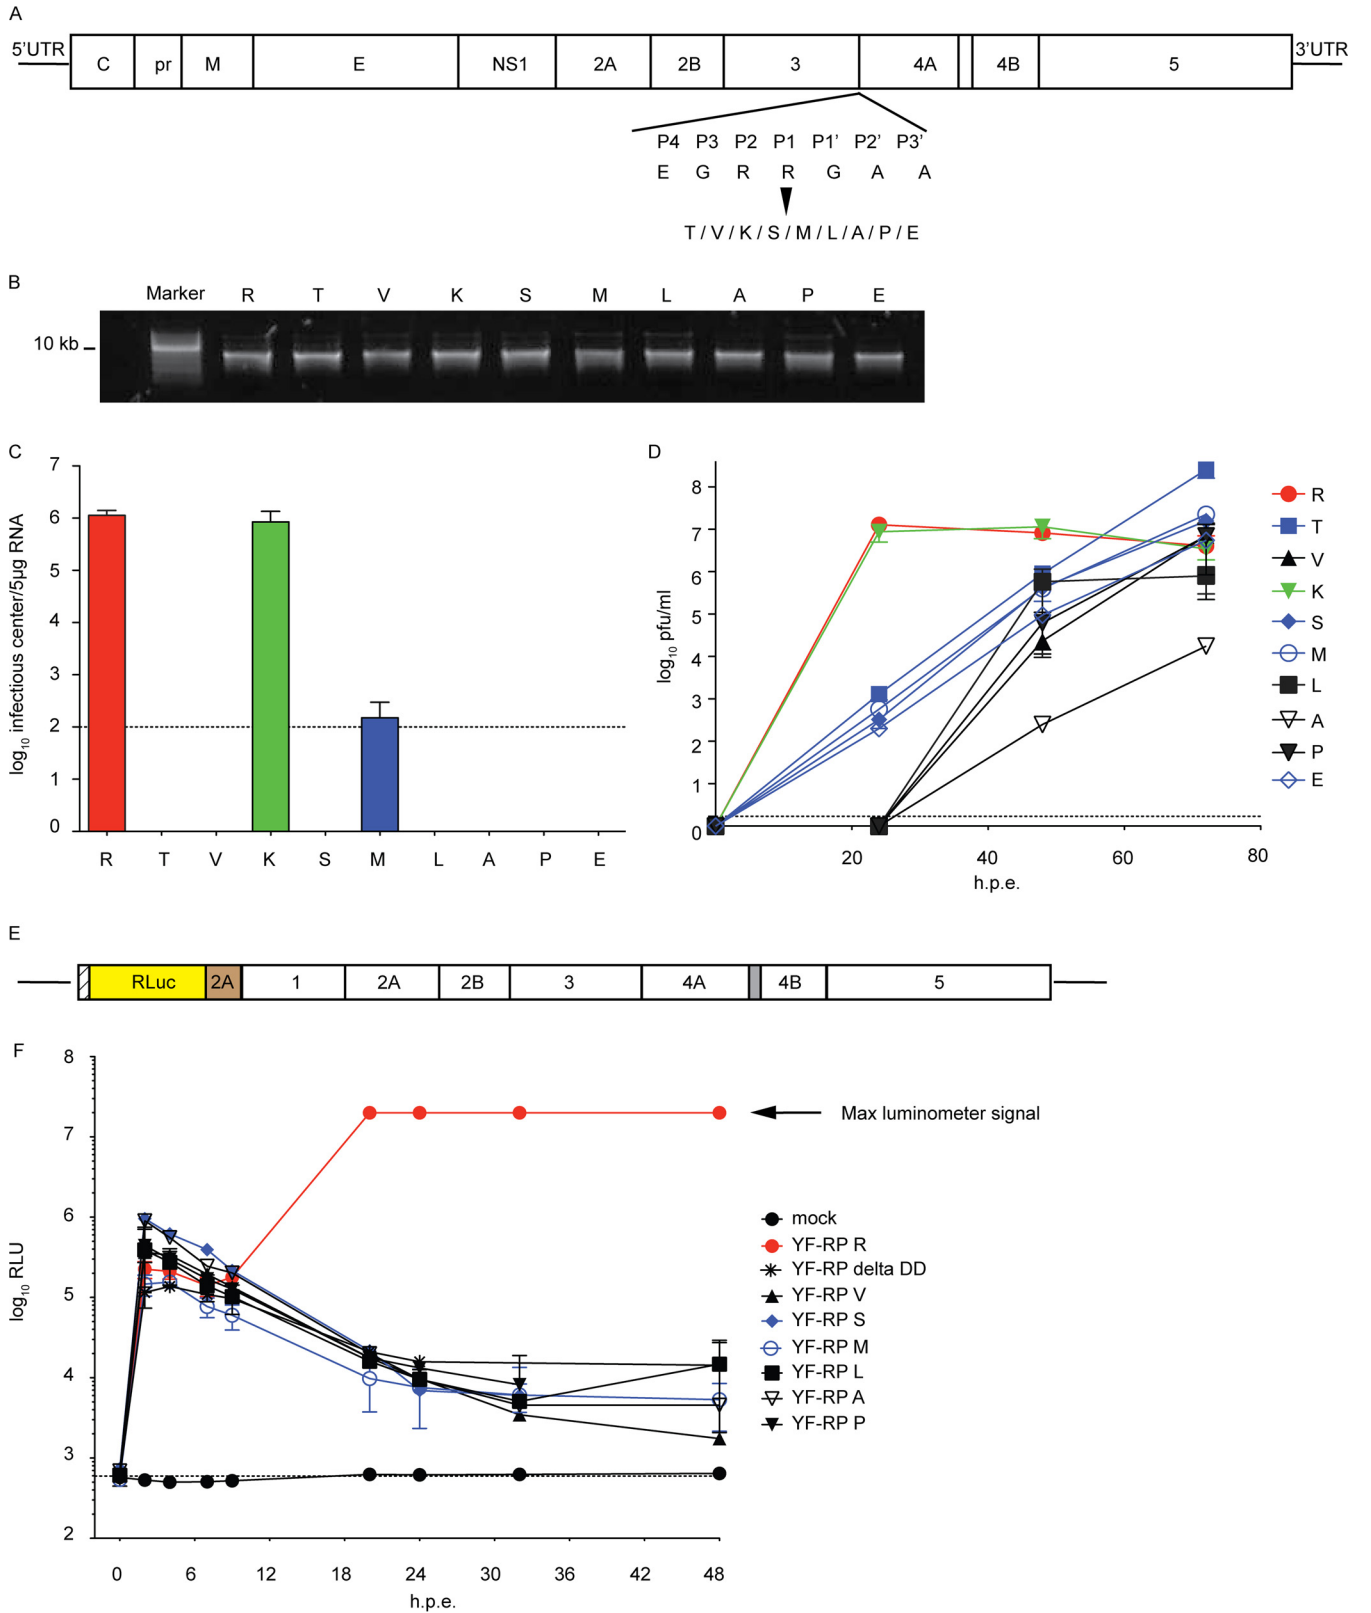 A
5'UTR C pr M E NS1 2A 2B 3 4A 4B 5 3'UTR
P4 P3 P2 P1 P1' P2' P3'
E G R R G A A
T / V / K / S / M / L / A / P / E
B
Marker R T V K S M L A P E
10 kb
C
log10 infectious center/5µg RNA
7
6
5
4
3
2
1
0
R T V K S M L A P E
D
log10 pfu/ml
8
7
6
5
4
3
2
1
0
20 40 60 80
h.p.e.
R
T
V
K
S
M
L
A
P
E
E
RLuc 2A 1 2A 2B 3 4A 4B 5
F
log10 RLU
8
7
6
5
4
3
2
0 6 12 18 24 30 36 42 48
h.p.e.
Max luminometer signal
mock
YF-RP R
YF-RP delta DD
YF-RP V
YF-RP S
YF-RP M
YF-RP L
YF-RP A
YF-RP P